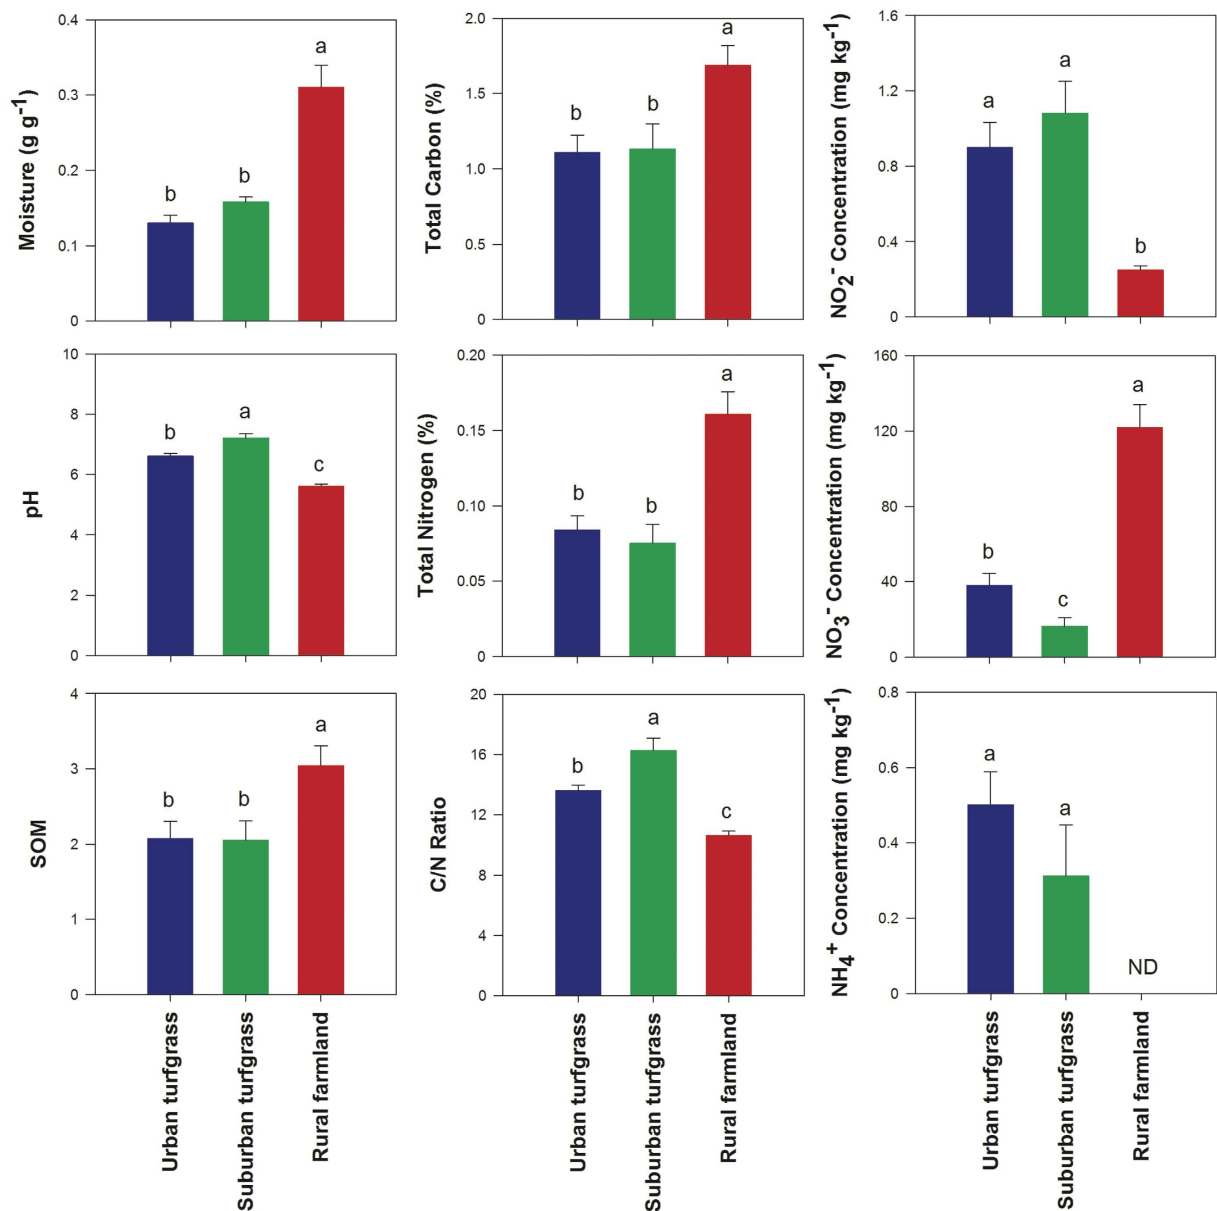 Moisture (g g⁻¹)
0.4
0.3
0.2
0.1
0
b
b
a
Total Carbon (%)
2.0
1.5
1.0
0.5
0
b
b
a
NO₂⁻ Concentration (mg kg⁻¹)
1.6
1.2
0.8
0.4
0
a
a
b
pH
10
8
6
4
2
0
b
a
c
Total Nitrogen (%)
0.20
0.15
0.10
0.05
0
b
b
a
NO₃⁻ Concentration (mg kg⁻¹)
160
120
80
40
0
b
c
a
SOM
4
3
2
1
0
b
b
a
Urban turfgrass
Suburban turfgrass
Rural farmland
C/N Ratio
20
16
12
8
4
0
b
a
c
Urban turfgrass
Suburban turfgrass
Rural farmland
NH₄⁺ Concentration (mg kg⁻¹)
0.8
0.6
0.4
0.2
0
a
a
ND
Urban turfgrass
Suburban turfgrass
Rural farmland